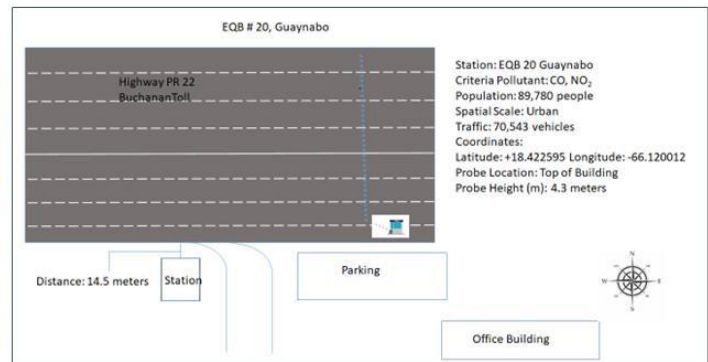 EQB # 20, Guaynabo
Highway PR 22
BuchananToll
Station: EQB 20 Guaynabo
Criteria Pollutant: CO, NO₂
Population: 89,780 people
Spatial Scale: Urban
Traffic: 70,543 vehicles
Coordinates:
Latitude: +18.422595 Longitude: -66.120012
Probe Location: Top of Building
Probe Height (m): 4.3 meters
Distance: 14.5 meters
Station
Parking
Office Building
N
W
E
S